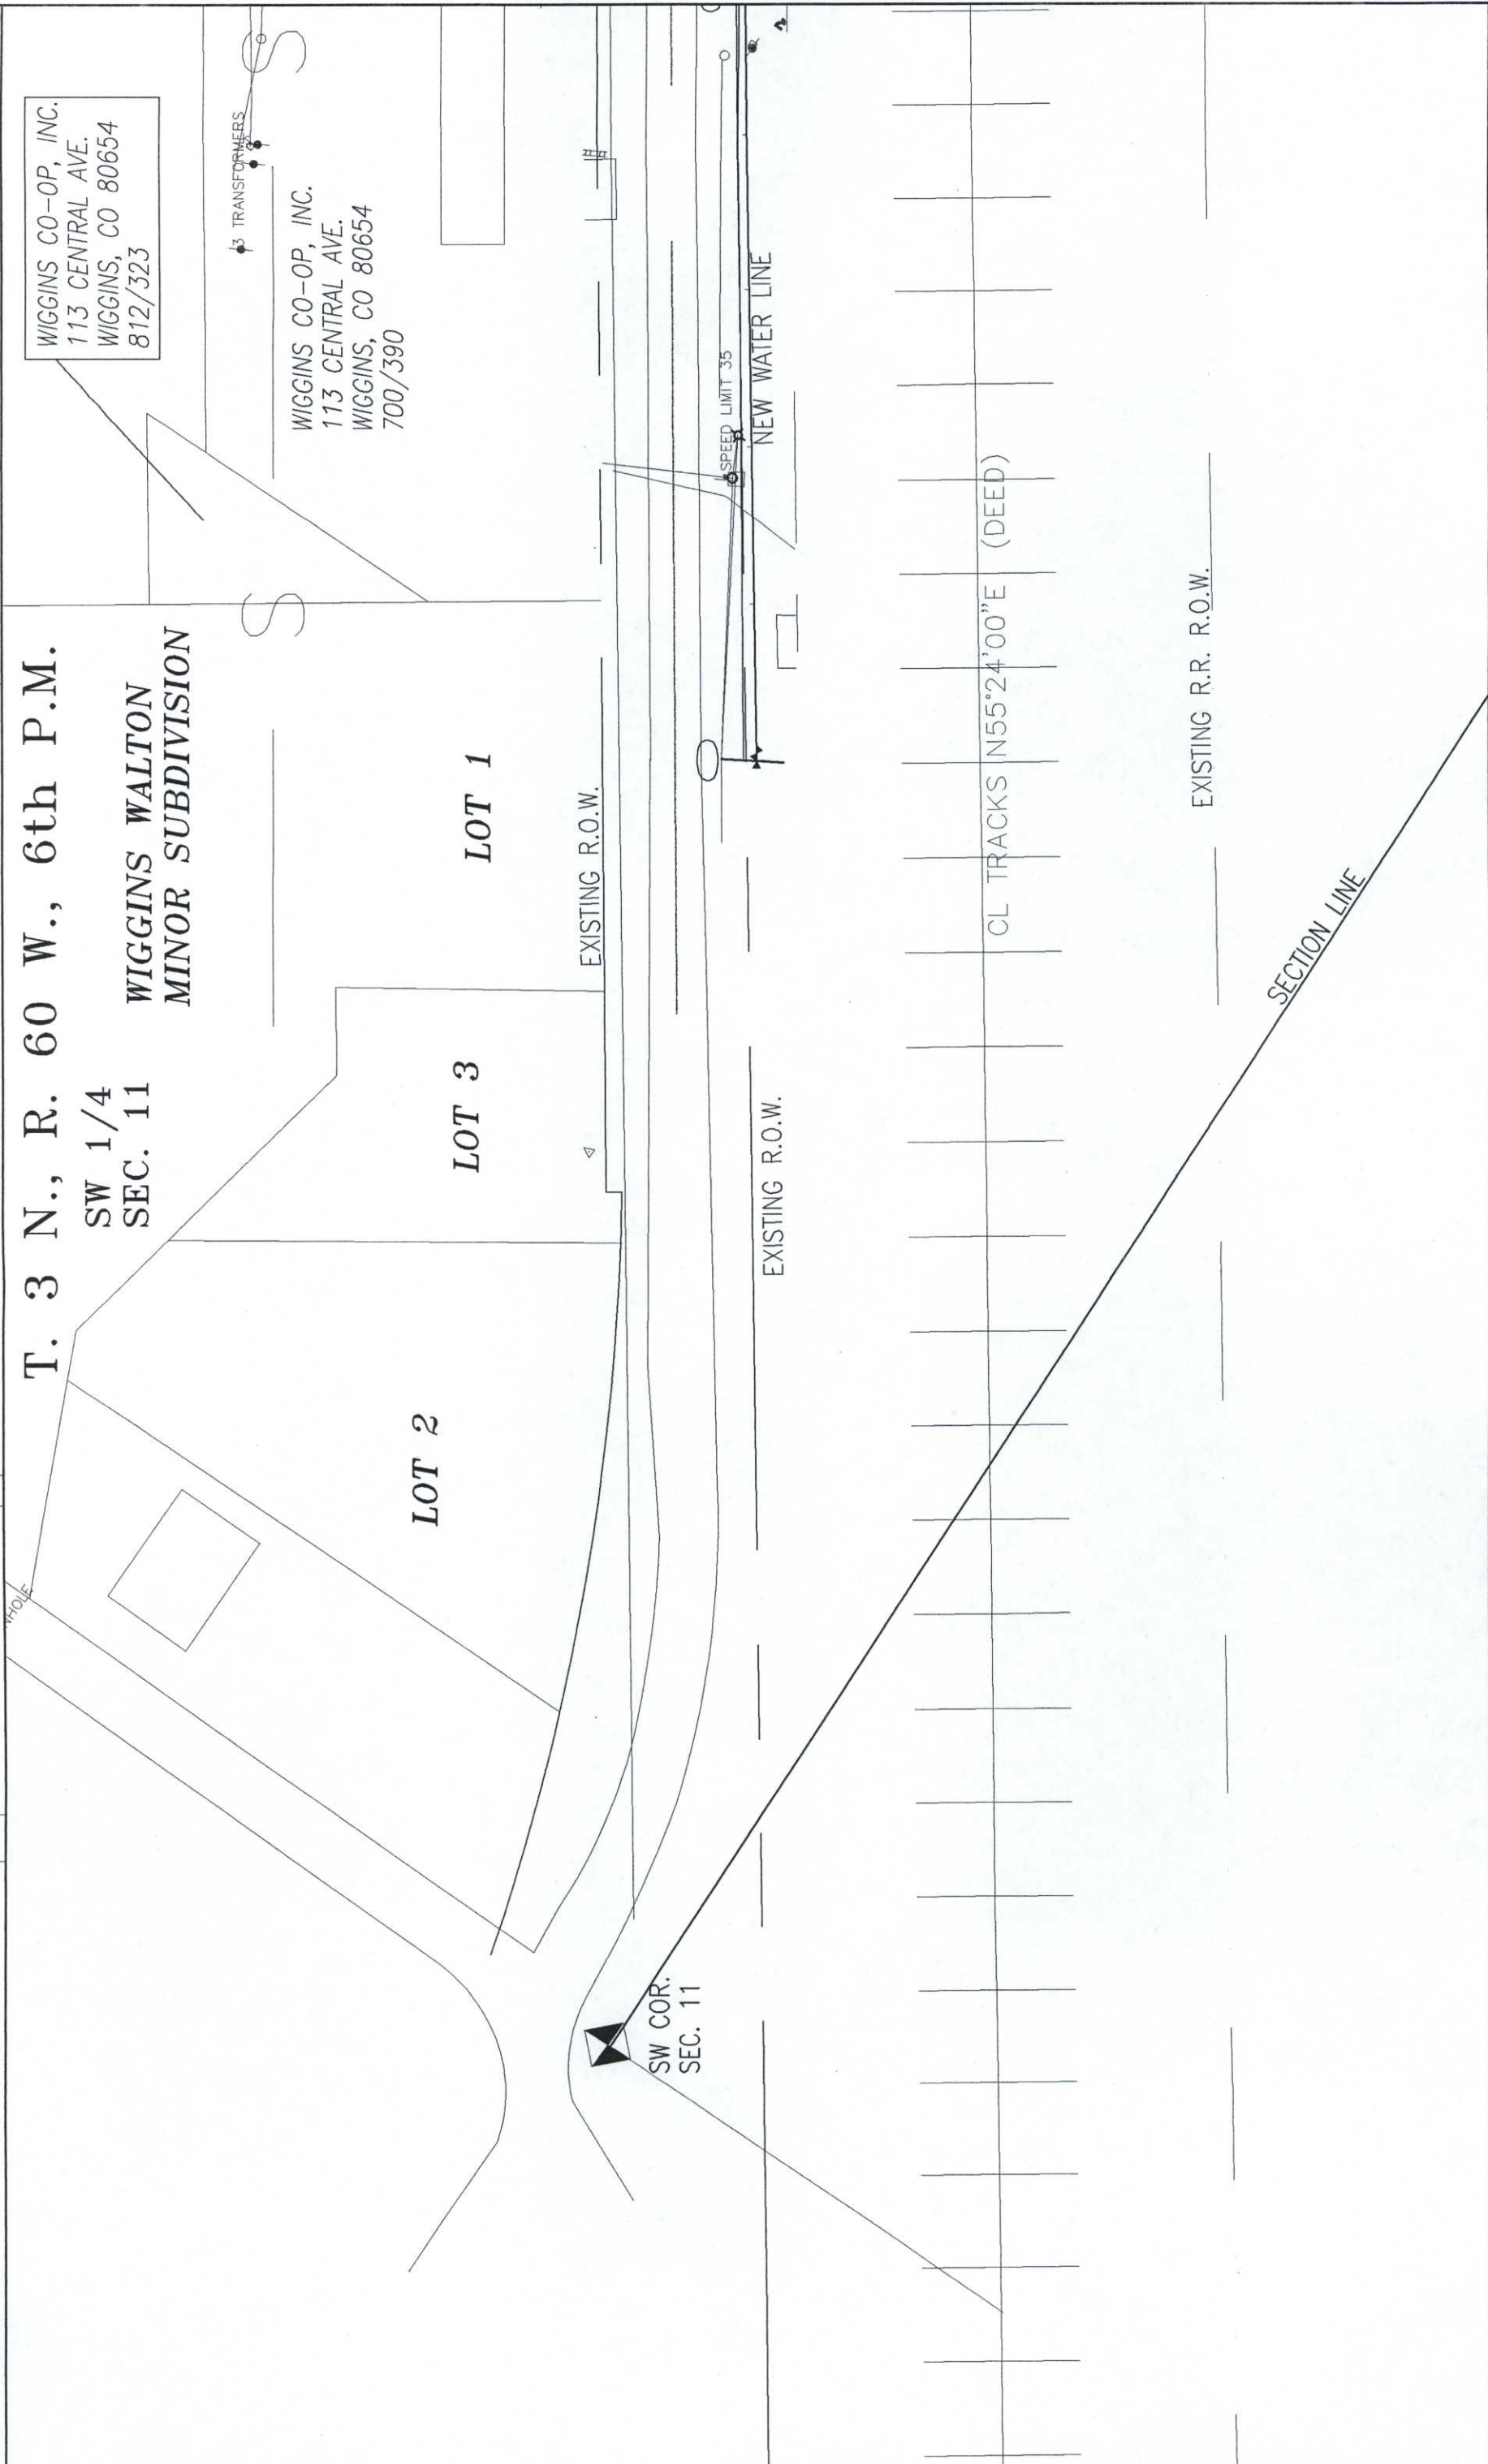 T. 3 N., R. 60 W., 6th P.M.
SW 1/4
SEC. 11
WIGGINS WALTON
MINOR SUBDIVISION
WIGGINS CO-OP, INC.
113 CENTRAL AVE.
WIGGINS, CO 80654
812/323
3 TRANSFORMERS
S
S
WIGGINS CO-OP, INC.
113 CENTRAL AVE.
WIGGINS, CO 80654
700/390
LOT 2
LOT 3
LOT 1
EXISTING R.O.W.
SPEED LIMIT 35
NEW WATER LINE
EXISTING R.O.W.
SW COR.
SEC. 11
CL TRACKS N55°24'00"E (DEED)
EXISTING R.R. R.O.W.
SECTION LINE